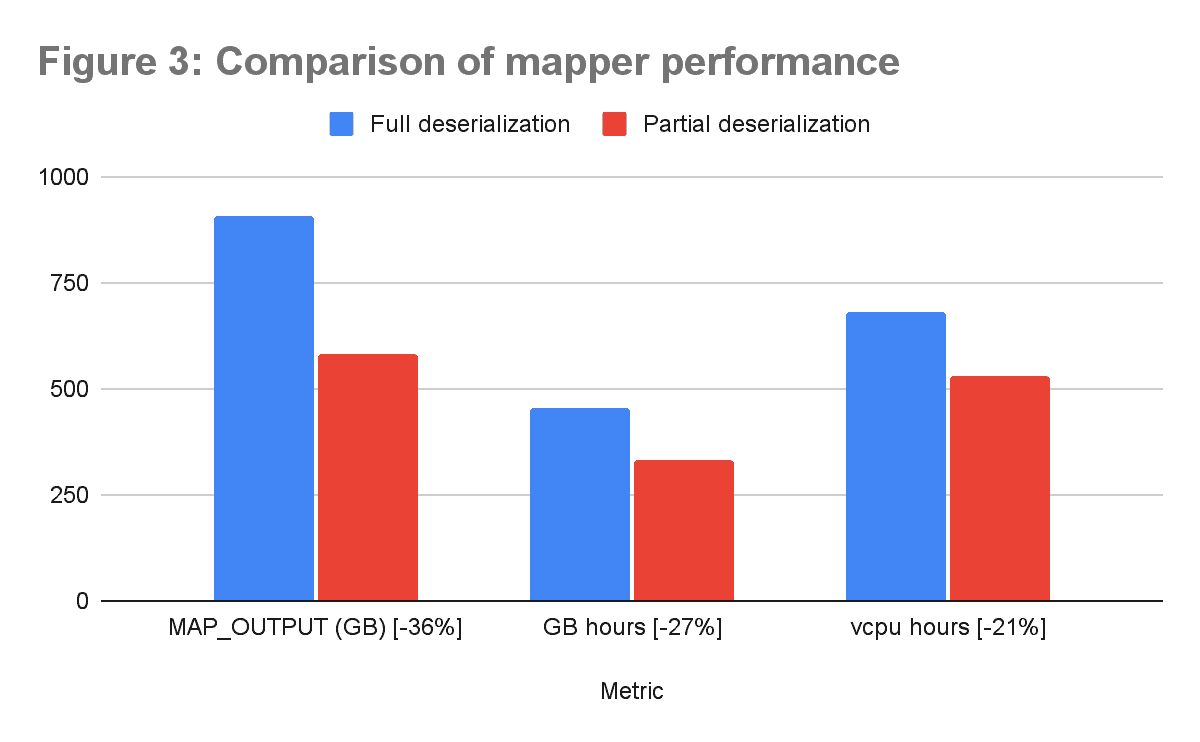 Figure 3: Comparison of mapper performance
Full deserialization Partial deserialization
1000
750
500
250
0
MAP_OUTPUT (GB) [-36%] GB hours [-27%] vcpu hours [-21%]
Metric